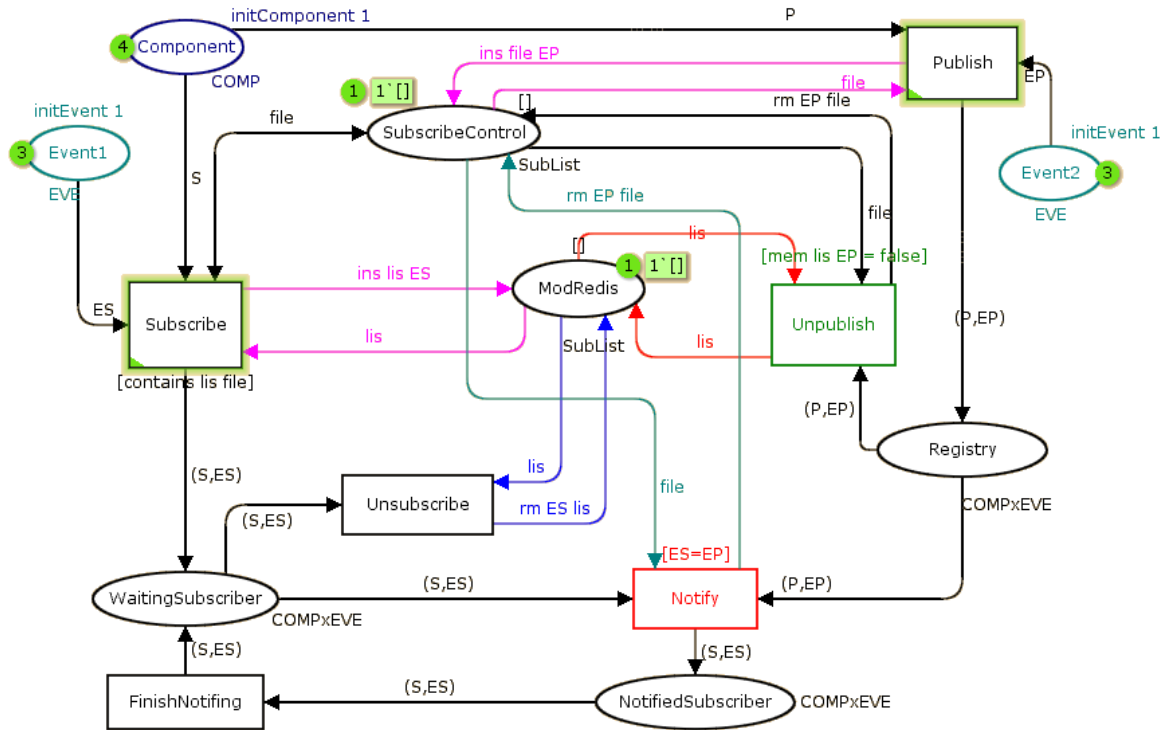 initComponent 1
P
4
Component
COMP
ins file EP
Publish
EP
file
1
1`[]
[]
rm EP file
initEvent 1
3
Event1
EVE
file
SubscribeControl
SubList
initEvent 1
Event2
3
EVE
S
rm EP file
file
lis
[]
[mem lis EP = false]
1
1`[]
ins lis ES
ModRedis
ES
Subscribe
Unpublish
(P,EP)
lis
SubList
lis
[contains lis file]
(P,EP)
Registry
COMPxEVE
(S,ES)
lis
Unsubscribe
file
(S,ES)
rm ES lis
[ES=EP]
(S,ES)
(P,EP)
WaitingSubscriber
Notify
COMPxEVE
(S,ES)
(S,ES)
FinishNotifing
(S,ES)
NotifiedSubscriber
COMPxEVE